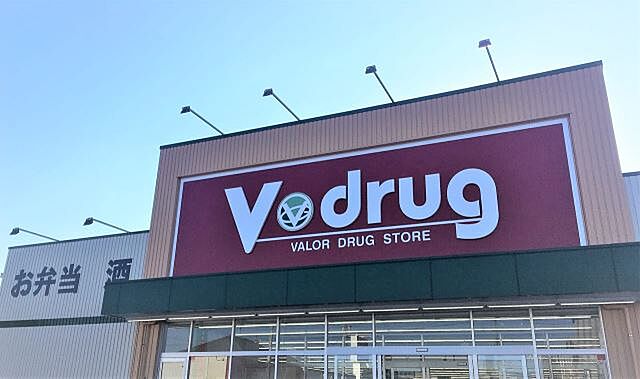 V drug
VALOR DRUG STORE
お弁当 酒